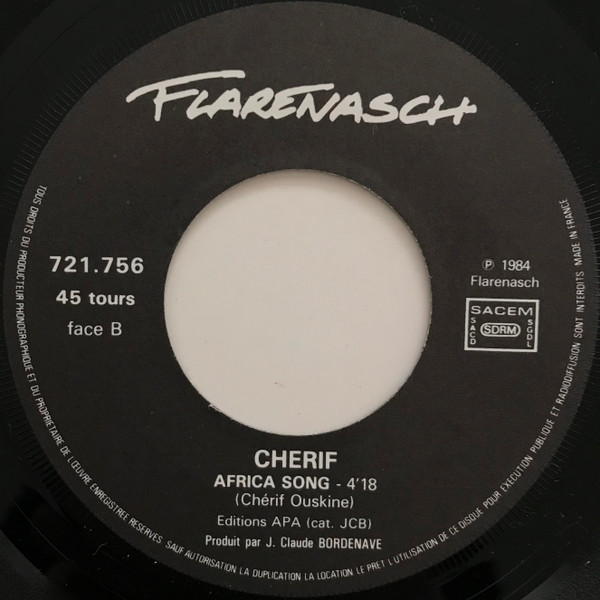 FLARENASCH
721.756
45 tours
face B
℗ 1984
Flarenasch
SACEM
SACD
SDRM
SGDL
CHERIF
AFRICA SONG - 4'18
(Chérif Ouskine)
Editions APA (cat. JCB)
Produit par J. Claude BORDENAVE
TOUS DROITS DU PRODUCTEUR PHONOGRAPHIQUE ET DU PROPRIETAIRE DE L'ŒUVRE ENREGISTREE RESERVES SAUF AUTORISATION LA DUPLICATION LA LOCATION LE PRET L'UTILISATION DE CE DISQUE POUR EXECUTION PUBLIQUE ET RADIODIFFUSION SONT INTERDITS MADE IN FRANCE